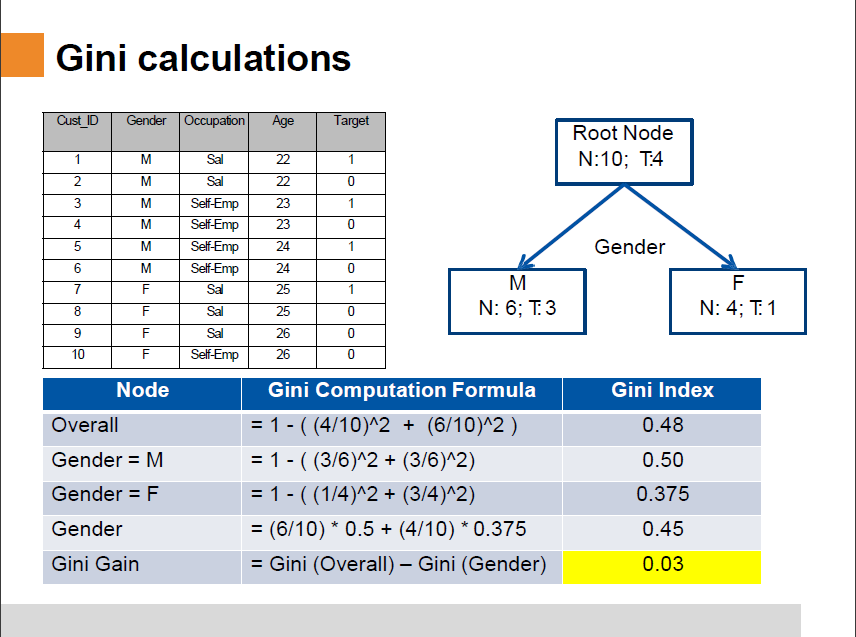 Gini calculations
Cust_ID Gender Occupation Age Target
1 M Sal 22 1
2 M Sal 22 0
3 M Self-Emp 23 1
4 M Self-Emp 23 0
5 M Self-Emp 24 1
6 M Self-Emp 24 0
7 F Sal 25 1
8 F Sal 25 0
9 F Sal 26 0
10 F Self-Emp 26 0
Root Node
N:10; T:4
Gender
M
N: 6; T: 3
F
N: 4; T: 1
Node Gini Computation Formula Gini Index
Overall = 1 - ( (4/10)^2 + (6/10)^2 ) 0.48
Gender = M = 1 - ( (3/6)^2 + (3/6)^2) 0.50
Gender = F = 1 - ( (1/4)^2 + (3/4)^2) 0.375
Gender = (6/10) * 0.5 + (4/10) * 0.375 0.45
Gini Gain = Gini (Overall) – Gini (Gender) 0.03